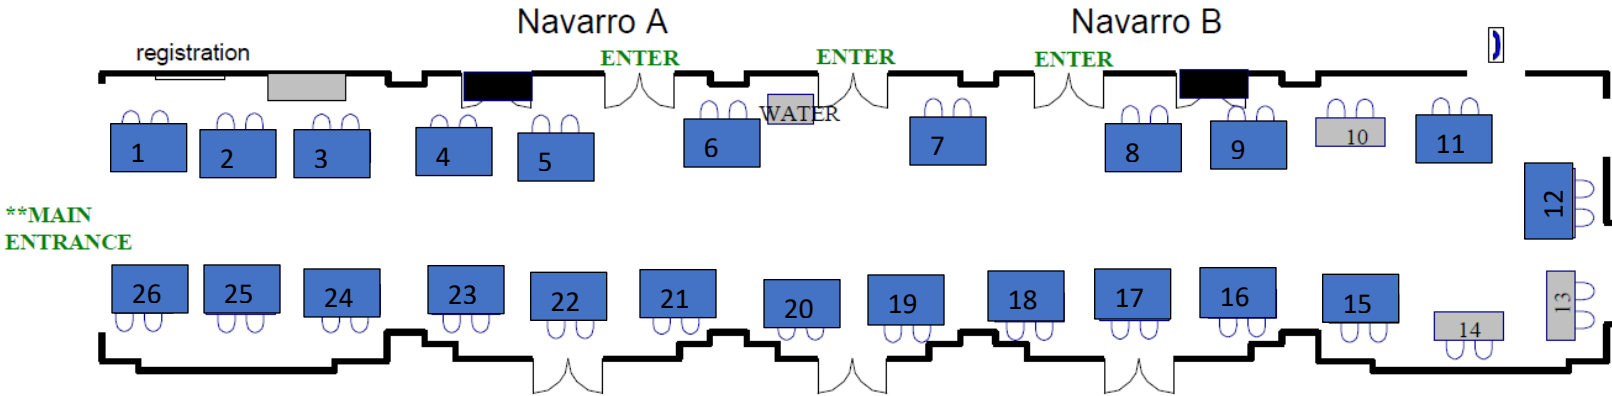 Navarro A
Navarro B
registration
ENTER
ENTER
ENTER
WATER
1
2
3
4
5
6
7
8
9
10
11
12
**MAIN
ENTRANCE
26
25
24
23
22
21
20
19
18
17
16
15
14
13